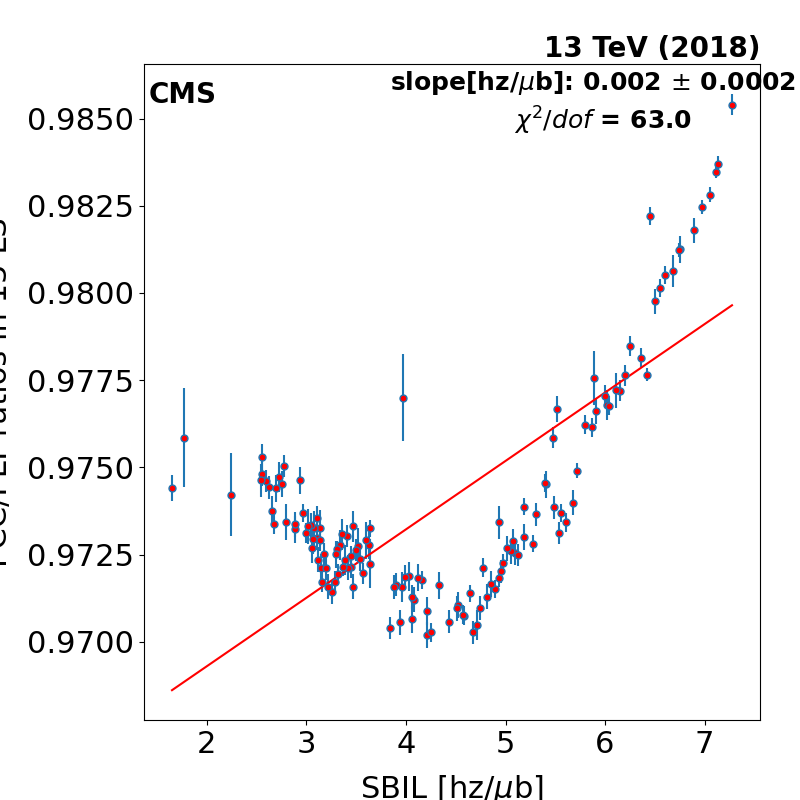 13 TeV (2018)
CMS
slope[hz/μb]: 0.002 ± 0.0002
χ²/dof = 63.0
0.9850
0.9825
0.9800
0.9775
0.9750
0.9725
0.9700
2 3 4 5 6 7
SBIL [hz/μb]